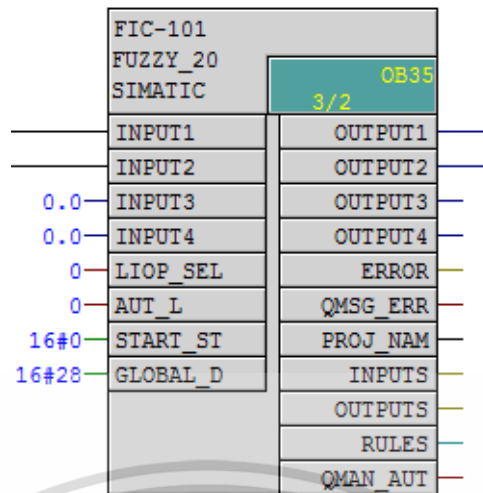 FIC-101
FUZZY_20
SIMATIC
OB35
3/2
INPUT1 OUTPUT1
INPUT2 OUTPUT2
0.0 INPUT3 OUTPUT3
0.0 INPUT4 OUTPUT4
0 LIOP_SEL ERROR
0 AUT_L QMSG_ERR
16#0 START_ST PROJ_NAM
16#28 GLOBAL_D INPUTS
OUTPUTS
RULES
QMAN_AUT